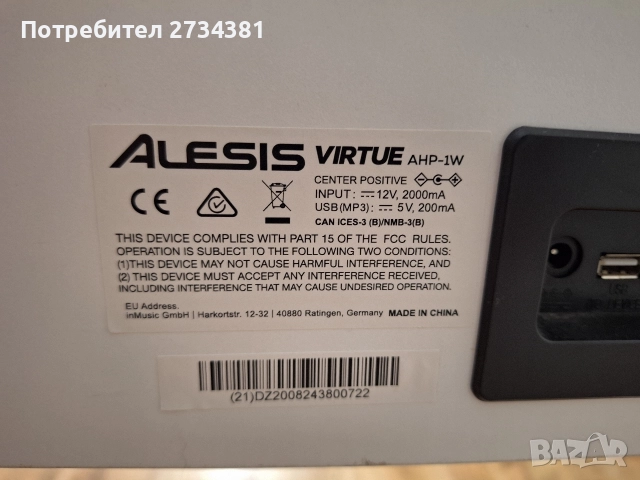 Потребител 2734381
ALESIS VIRTUE AHP-1W
CENTER POSITIVE
INPUT: 12V, 2000mA
USB(MP3): 5V, 200mA
CAN ICES-3 (B)/NMB-3(B)
CE
THIS DEVICE COMPLIES WITH PART 15 OF THE FCC RULES.
OPERATION IS SUBJECT TO THE FOLLOWING TWO CONDITIONS:
(1)THIS DEVICE MAY NOT CAUSE HARMFUL INTERFERENCE, AND
(2) THIS DEVICE MUST ACCEPT ANY INTERFERENCE RECEIVED,
INCLUDING INTERFERENCE THAT MAY CAUSE UNDESIRED OPERATION.
EU Address.
inMusic GmbH | Harkortstr. 12-32 | 40880 Ratingen, Germany MADE IN CHINA
(21)DZ2008243800722
USB
BAZAR